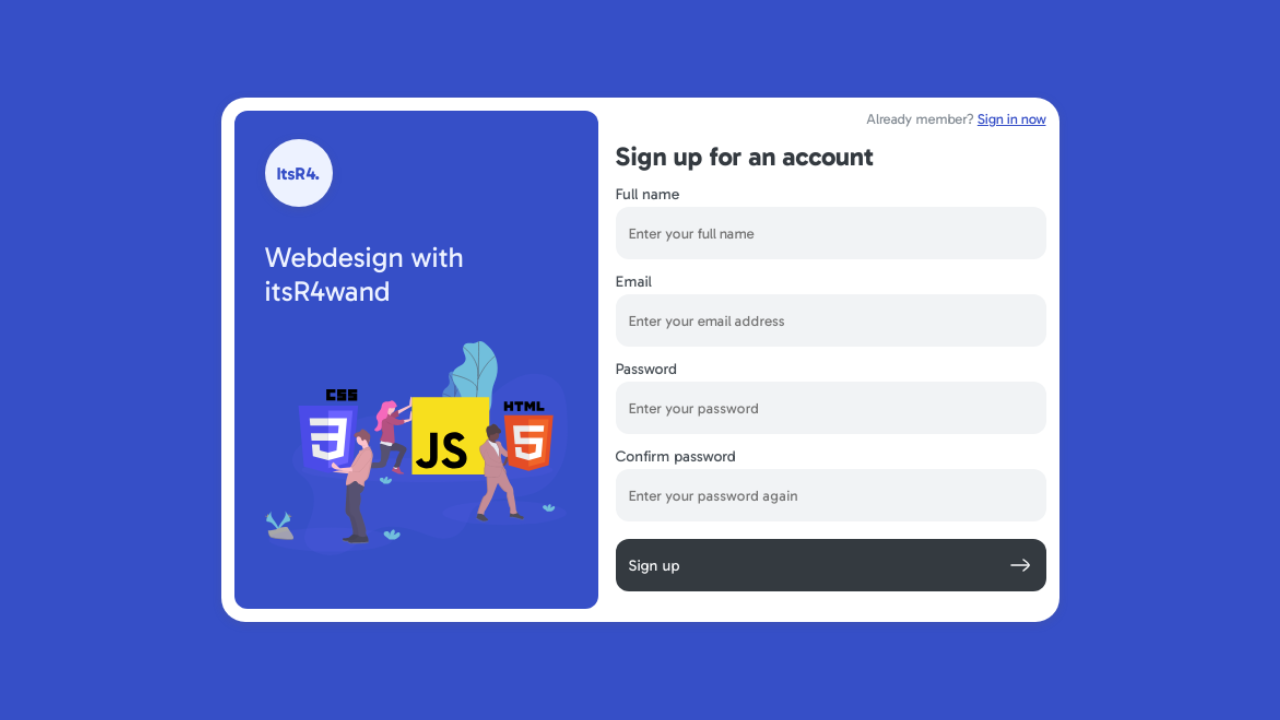 ItsR4.
Webdesign with
itsR4wand
CSS
3
JS
HTML
5
Already member? Sign in now
Sign up for an account
Full name
Enter your full name
Email
Enter your email address
Password
Enter your password
Confirm password
Enter your password again
Sign up